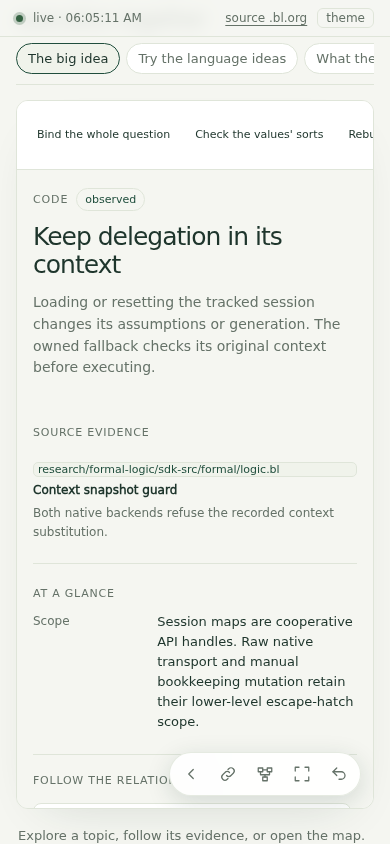 live · 06:05:11 AM
source .bl.org
theme
The big idea
Try the language ideas
What the
Bind the whole question
Check the values' sorts
Rebu
CODE
observed
Keep delegation in its
context
Loading or resetting the tracked session
changes its assumptions or generation. The
owned fallback checks its original context
before executing.
SOURCE EVIDENCE
research/formal-logic/sdk-src/formal/logic.bl
Context snapshot guard
Both native backends refuse the recorded context
substitution.
AT A GLANCE
Scope
Session maps are cooperative
API handles. Raw native
transport and manual
bookkeeping mutation retain
their lower-level escape-hatch
scope.
FOLLOW THE RELATIO
Explore a topic, follow its evidence, or open the map.